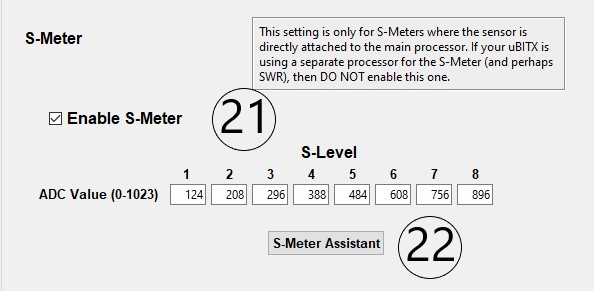 S-Meter
This setting is only for S-Meters where the sensor is
directly attached to the main processor. If your uBITX is
using a separate processor for the S-Meter (and perhaps
SWR), then DO NOT enable this one.
Enable S-Meter
21
S-Level
1 2 3 4 5 6 7 8
ADC Value (0-1023) 124 208 296 388 484 608 756 896
S-Meter Assistant
22